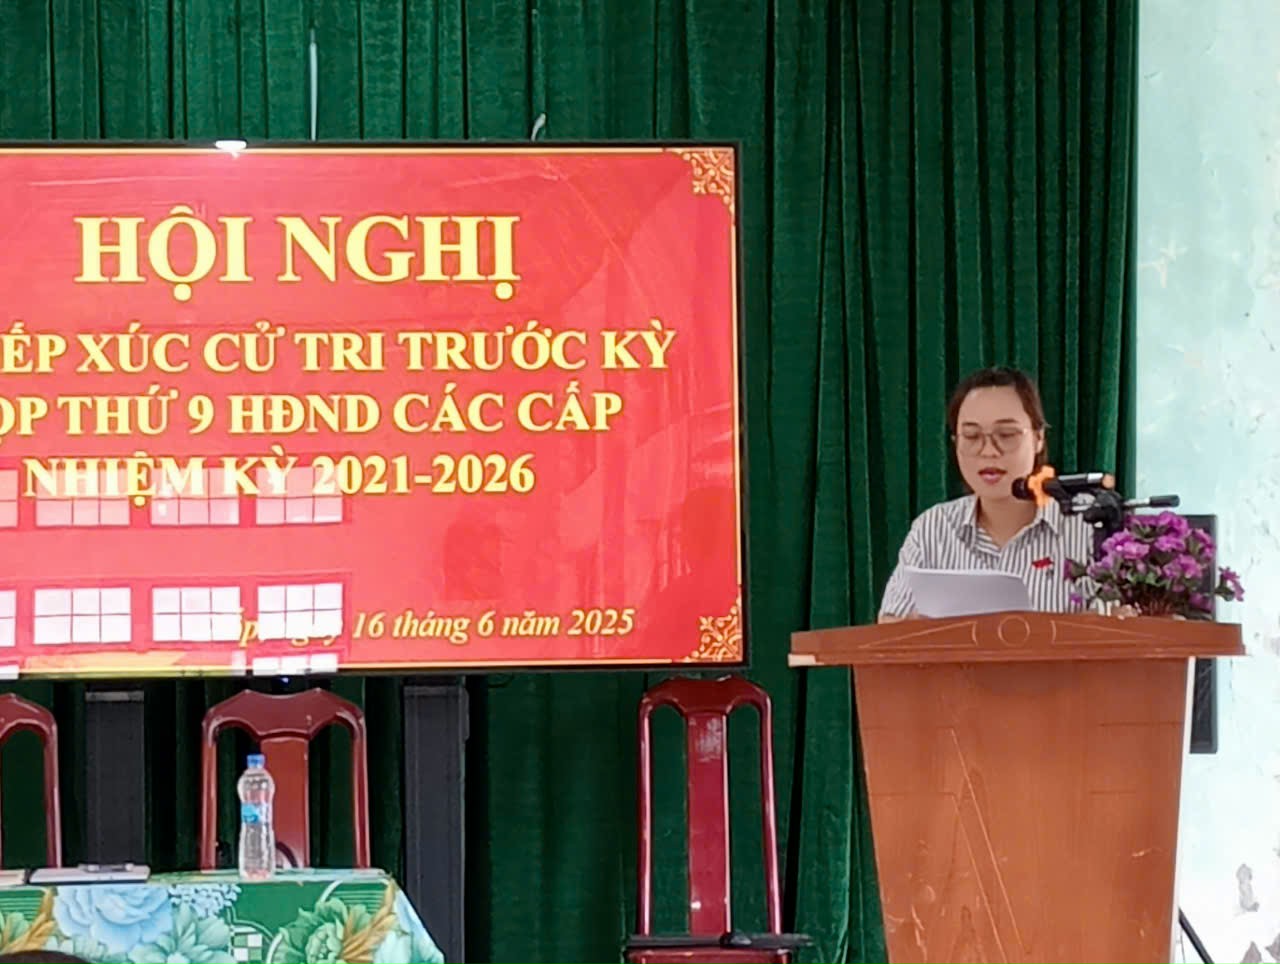 HỘI NGHỊ
ẾP XÚC CỬ TRI TRƯỚC KỲ
ỌP THỨ 9 HĐND CÁC CẤP
NHIỆM KỲ 2021-2026
16 tháng 6 năm 2025